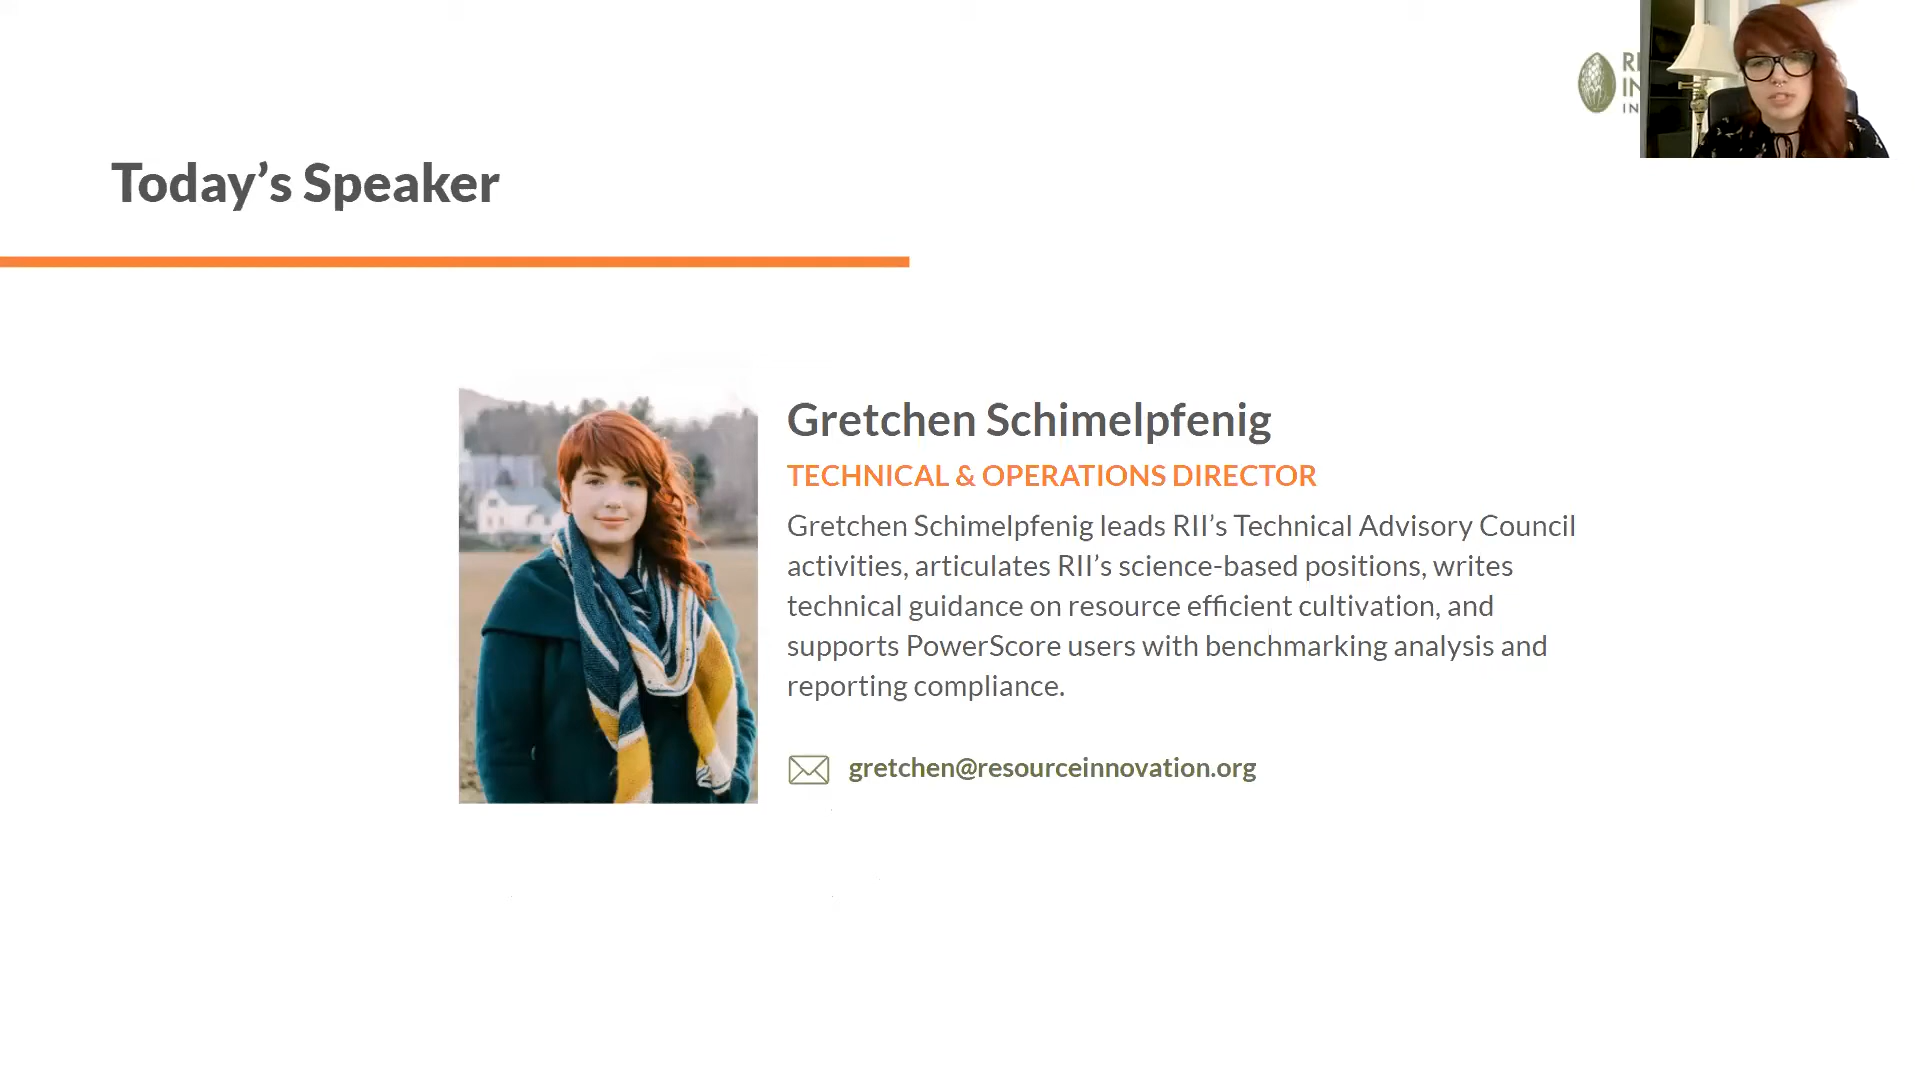 Today’s Speaker
Gretchen Schimelpfenig
TECHNICAL & OPERATIONS DIRECTOR
Gretchen Schimelpfenig leads RII’s Technical Advisory Council
activities, articulates RII’s science-based positions, writes
technical guidance on resource efficient cultivation, and
supports PowerScore users with benchmarking analysis and
reporting compliance.
gretchen@resourceinnovation.org